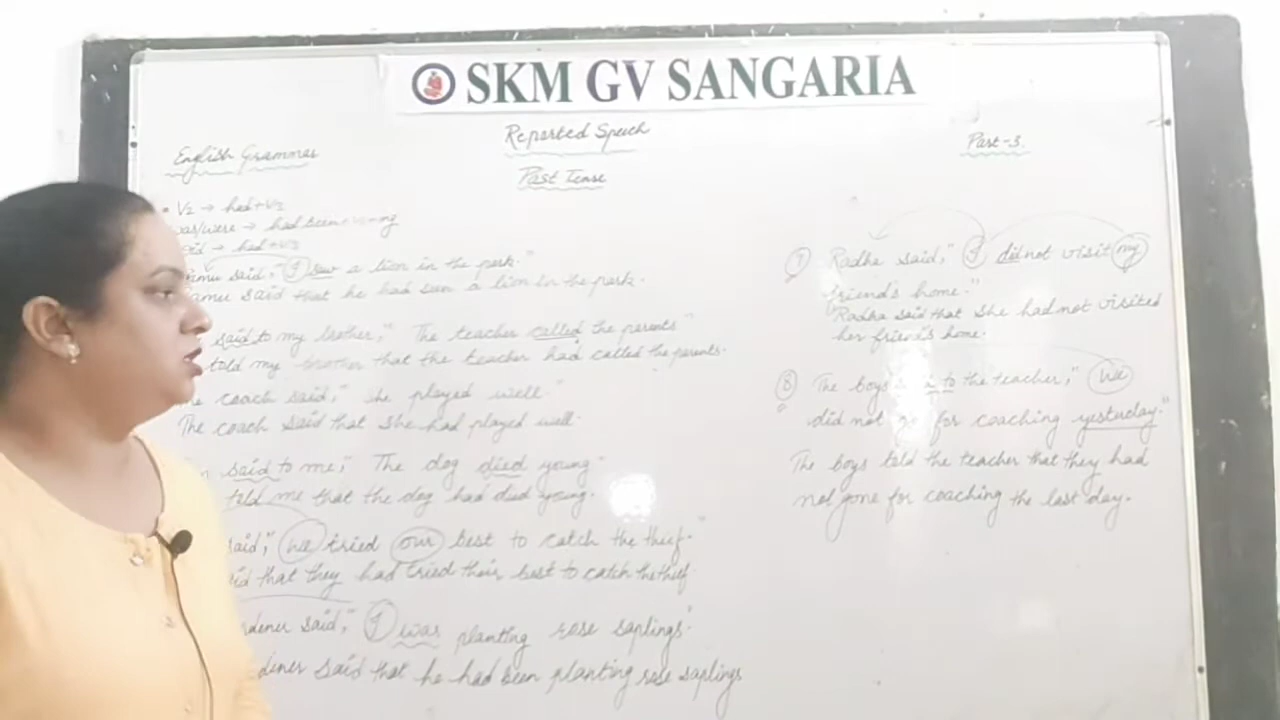 SKM GV SANGARIA
Reported Speech
English Grammar
Part-3.
Past Tense
• V2 → had+V3
was/were → had been+V1+ing
did → had+V3
said," I saw a lion in the park."
said that he had seen a lion in the park.
said to my brother," The teacher called the parents"
told my brother that the teacher had called the parents.
coach said," she played well"
The coach said that she had played well.
said to me," The dog died young"
told me that the dog had died young.
said," we tried our best to catch the thief."
that they had tried their best to catch the thief
said," I was planting rose saplings."
said that he had been planting rose saplings
⑦ Radha said," I did not visit my
friend's home."
Radha said that she had not visited
her friend's home.
⑧ The boys to the teacher," we
did not go for coaching yesterday."
The boys told the teacher that they had
not gone for coaching the last day.